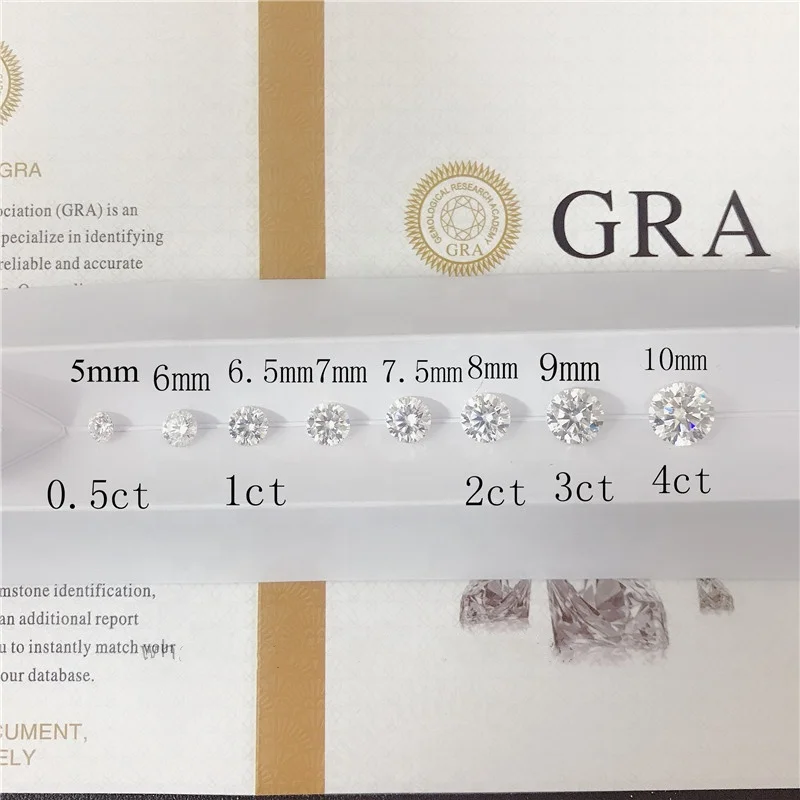 GRA
ociation (GRA) is an
pecialize in identifying
reliable and accurate
GEMOLOGICAL RESEARCH ACADEMY
GRA
GRA
5mm 6mm 6.5mm 7mm 7.5mm 8mm 9mm 10mm
0.5ct 1ct 2ct 3ct 4ct
mstone identification,
an additional report
u to instantly match your
our database.
CUMENT,
ELY